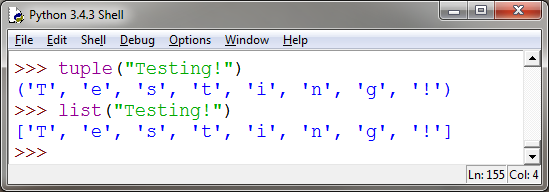 Python 3.4.3 Shell
File Edit Shell Debug Options Window Help
>>> tuple("Testing!")
('T', 'e', 's', 't', 'i', 'n', 'g', '!')
>>> list("Testing!")
['T', 'e', 's', 't', 'i', 'n', 'g', '!']
>>>
Ln: 155 Col: 4